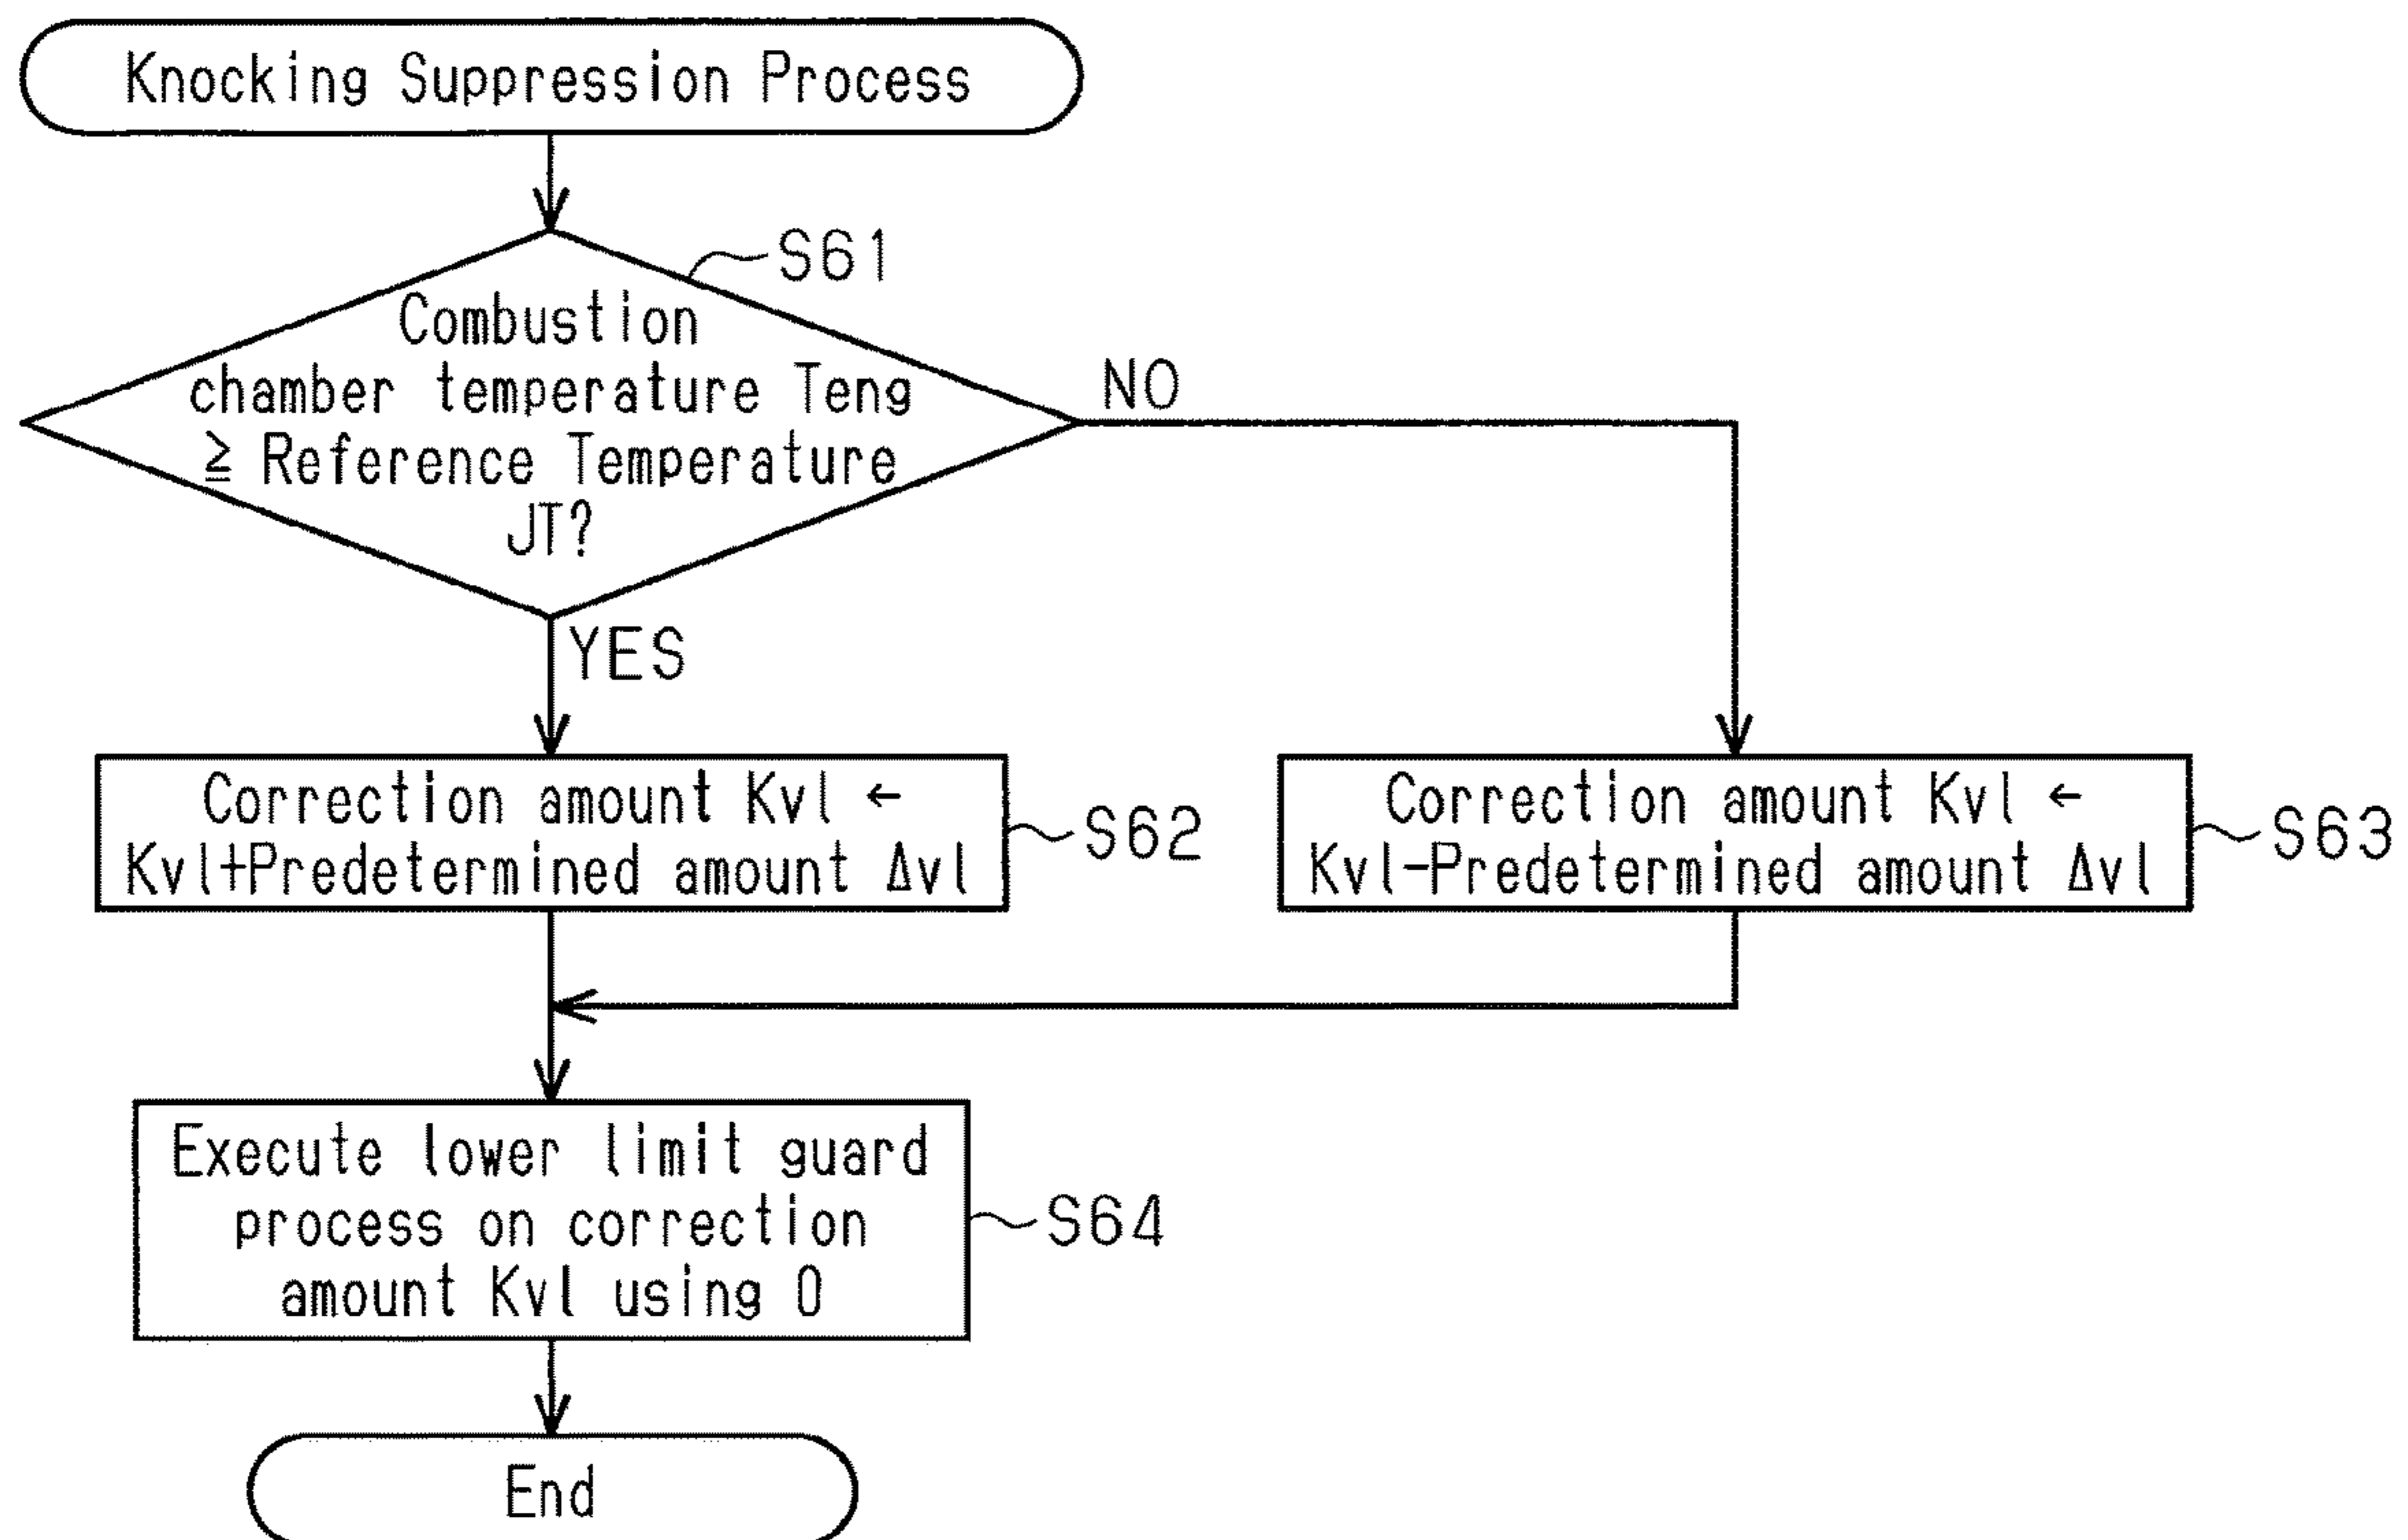 Knocking Suppression Process
S61
Combustion
chamber temperature Teng
≧ Reference Temperature
JT?
NO
YES
Correction amount Kvl ←
Kvl+Predetermined amount Δvl
S62
Correction amount Kvl ←
Kvl-Predetermined amount Δvl
S63
Execute lower limit guard
process on correction
amount Kvl using 0
S64
End